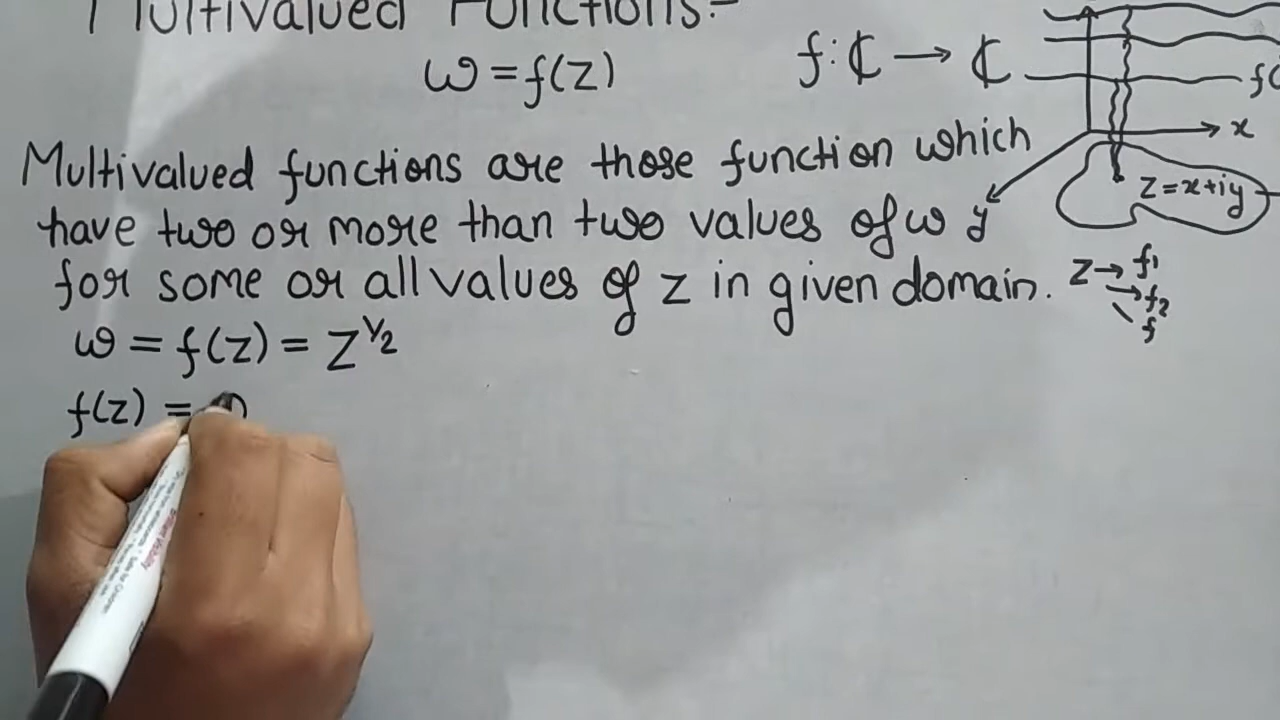 Multivalued Functions:-
w = f(z)
f: ℂ → ℂ
f(
x
z = x+iy
y
Multivalued functions are those function which
have two or more than two values of w
for some or all values of z in given domain.
z → f₁
→ f₂
f
w = f(z) = z^½
f(z) =